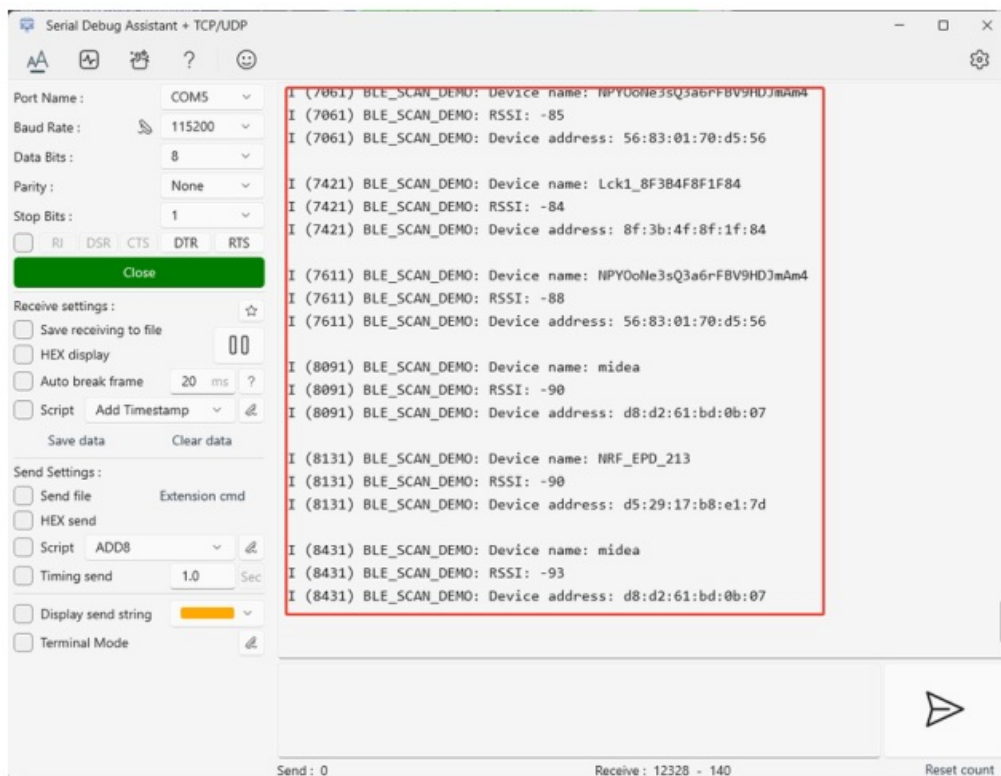 Serial Debug Assistant + TCP/UDP
AA
?
Port Name :
COM5
Baud Rate :
115200
Data Bits :
8
Parity :
None
Stop Bits :
1
RI DSR CTS DTR RTS
Close
Receive settings :
Save receiving to file
HEX display
Auto break frame 20 ms ?
Script Add Timestamp
Save data Clear data
Send Settings :
Send file Extension cmd
HEX send
Script ADD8
Timing send 1.0 Sec
Display send string
Terminal Mode
I (7061) BLE_SCAN_DEMO: Device name: NPYOoNe3sQ3a6rFBV9HDJmAm4
I (7061) BLE_SCAN_DEMO: RSSI: -85
I (7061) BLE_SCAN_DEMO: Device address: 56:83:01:70:d5:56
I (7421) BLE_SCAN_DEMO: Device name: Lck1_8F3B4F8F1F84
I (7421) BLE_SCAN_DEMO: RSSI: -84
I (7421) BLE_SCAN_DEMO: Device address: 8f:3b:4f:8f:1f:84
I (7611) BLE_SCAN_DEMO: Device name: NPYOoNe3sQ3a6rFBV9HDJmAm4
I (7611) BLE_SCAN_DEMO: RSSI: -88
I (7611) BLE_SCAN_DEMO: Device address: 56:83:01:70:d5:56
I (8091) BLE_SCAN_DEMO: Device name: midea
I (8091) BLE_SCAN_DEMO: RSSI: -90
I (8091) BLE_SCAN_DEMO: Device address: d8:d2:61:bd:0b:07
I (8131) BLE_SCAN_DEMO: Device name: NRF_EPD_213
I (8131) BLE_SCAN_DEMO: RSSI: -90
I (8131) BLE_SCAN_DEMO: Device address: d5:29:17:b8:e1:7d
I (8431) BLE_SCAN_DEMO: Device name: midea
I (8431) BLE_SCAN_DEMO: RSSI: -93
I (8431) BLE_SCAN_DEMO: Device address: d8:d2:61:bd:0b:07
Send : 0
Receive : 12328 - 140
Reset count